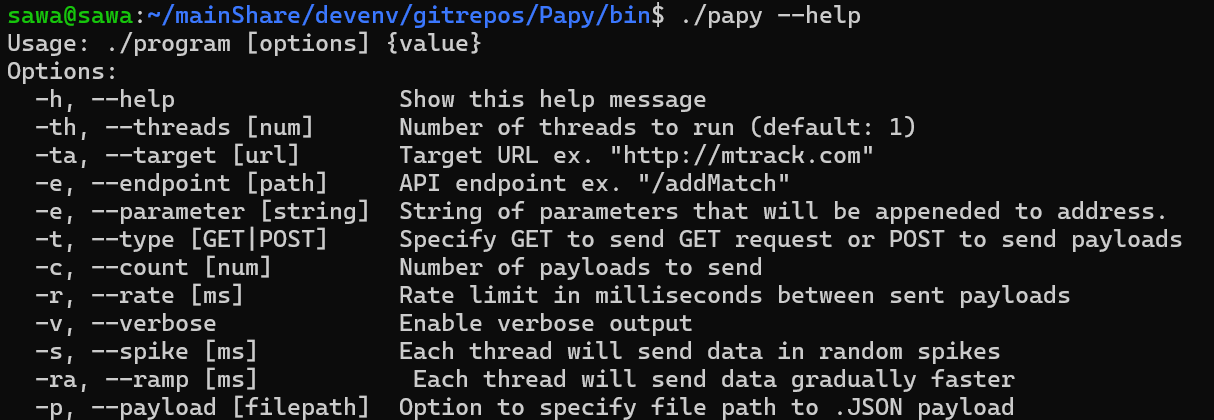 sawa@sawa:~/mainShare/devenv/gitrepos/Papy/bin$ ./papy --help
Usage: ./program [options] {value}
Options:
  -h, --help                Show this help message
  -th, --threads [num]      Number of threads to run (default: 1)
  -ta, --target [url]       Target URL ex. "http://mtrack.com"
  -e, --endpoint [path]     API endpoint ex. "/addMatch"
  -e, --parameter [string]  String of parameters that will be appeneded to address.
  -t, --type [GET|POST]     Specify GET to send GET request or POST to send payloads
  -c, --count [num]         Number of payloads to send
  -r, --rate [ms]           Rate limit in milliseconds between sent payloads
  -v, --verbose             Enable verbose output
  -s, --spike [ms]          Each thread will send data in random spikes
  -ra, --ramp [ms]           Each thread will send data gradually faster
  -p, --payload [filepath]  Option to specify file path to .JSON payload